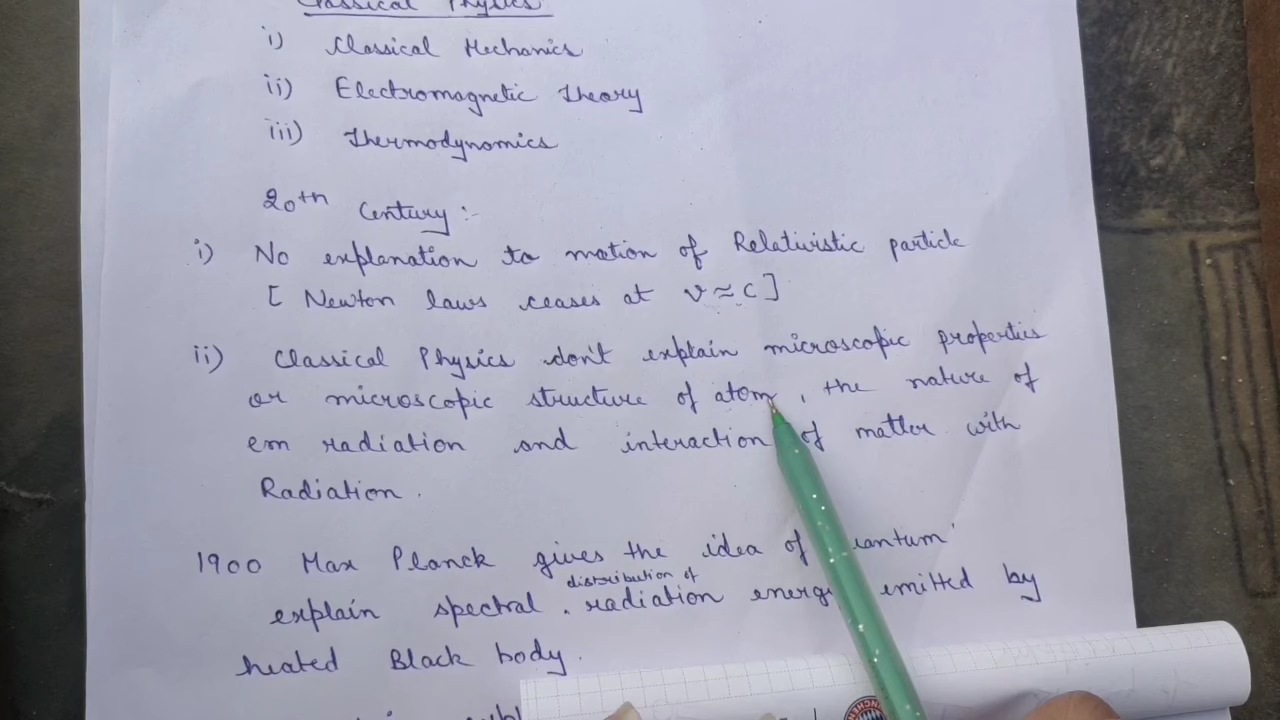 Classical Physics
i) Classical Mechanics
ii) Electromagnetic Theory
iii) Thermodynamics
20th Century :-
i) No explanation to motion of Relativistic particle
[ Newton laws ceases at v ≈ c ]
ii) Classical Physics don't explain microscopic properties
or microscopic structure of atom, the nature of
em radiation and interaction of matter with
Radiation.
1900 Max Planck gives the idea of
distribution of
explain spectral . radiation emitted by
heated Black body.